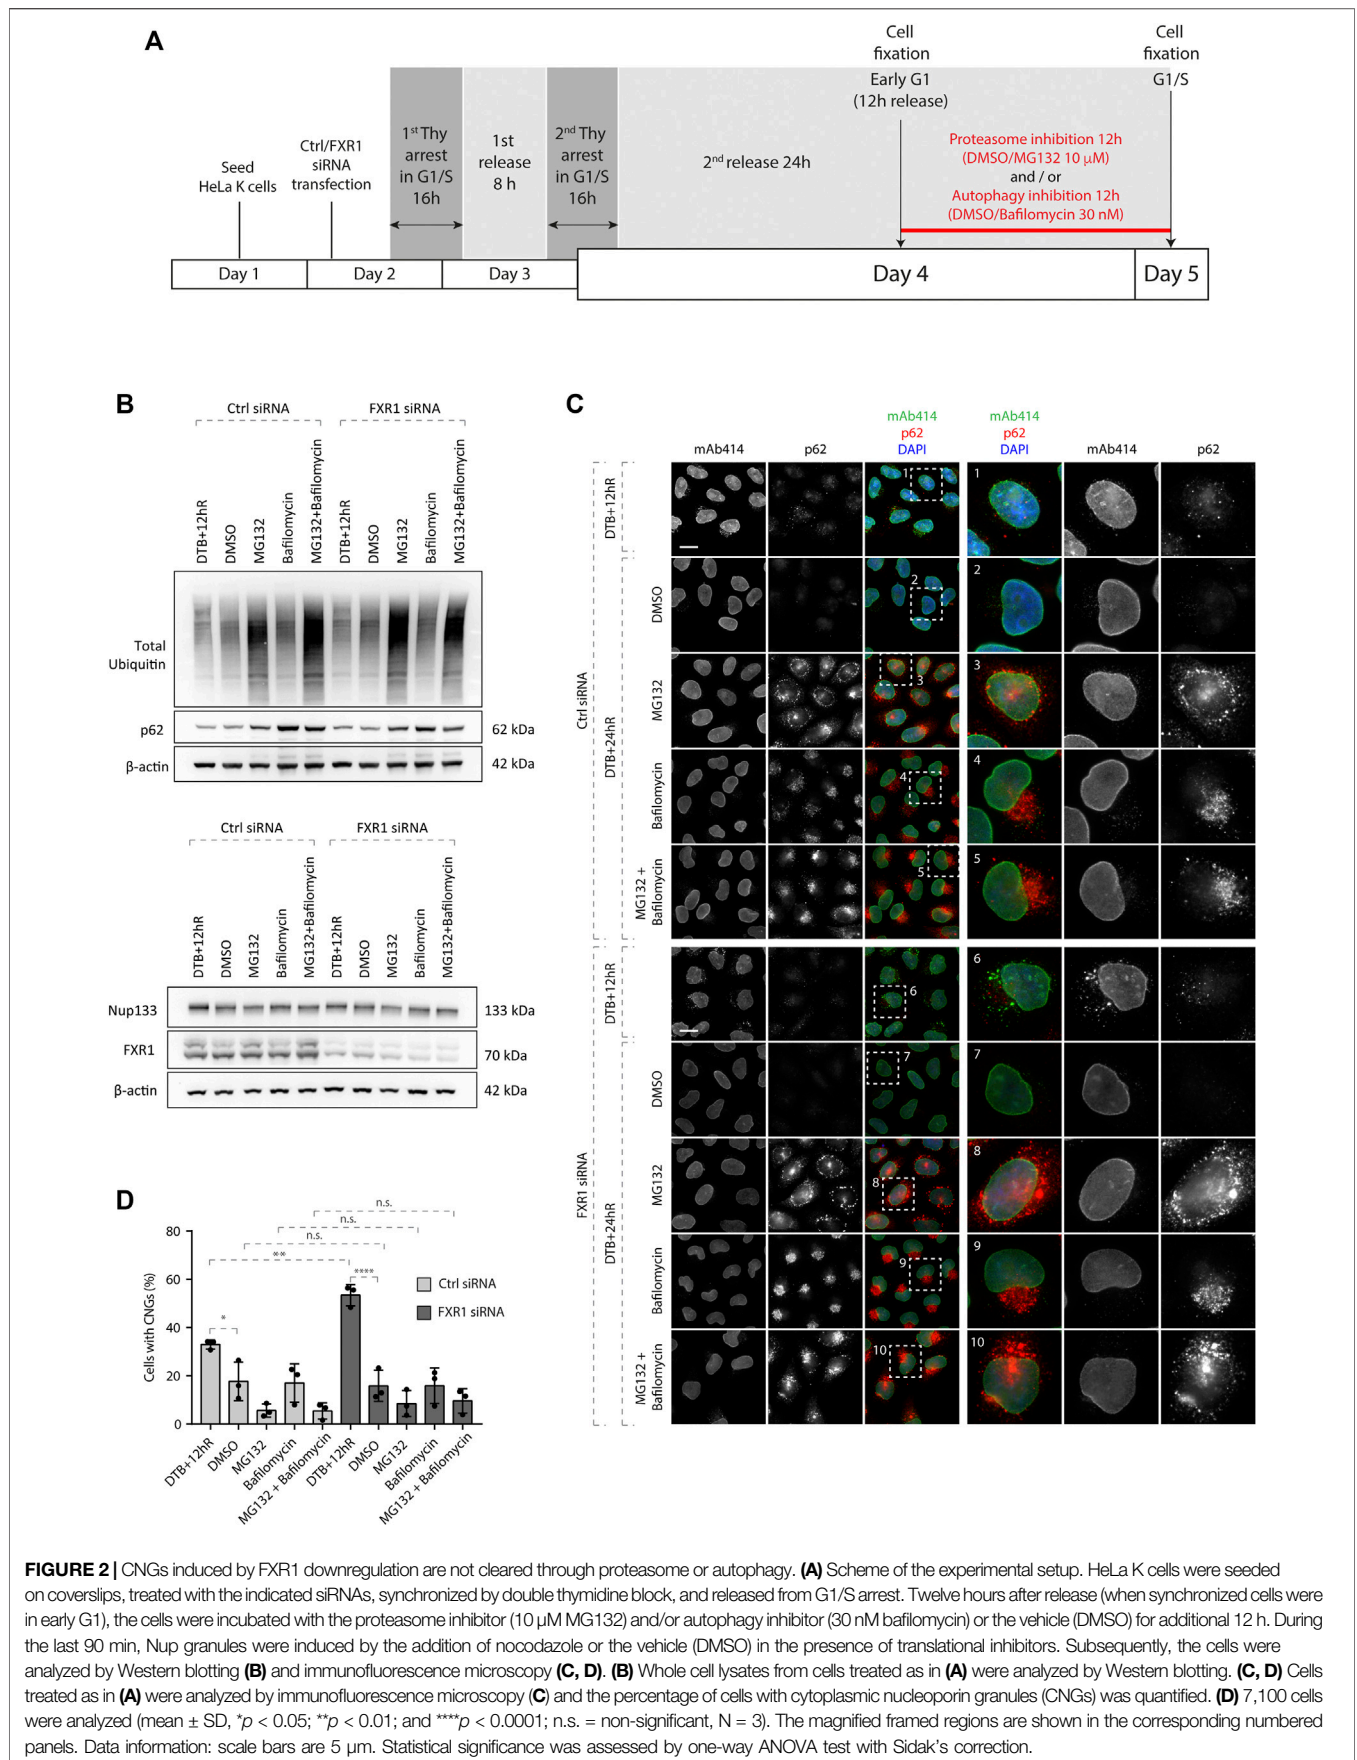 A
Cell
fixation
Early G1
(12h release)
Cell
fixation
G1/S
Seed
HeLa K cells
Ctrl/FXR1
siRNA
transfection
1st Thy
arrest
in G1/S
16h
1st
release
8 h
2nd Thy
arrest
in G1/S
16h
2nd release 24h
Proteasome inhibition 12h
(DMSO/MG132 10 µM)
and / or
Autophagy inhibition 12h
(DMSO/Bafilomycin 30 nM)
Day 1
Day 2
Day 3
Day 4
Day 5
B
Ctrl siRNA
FXR1 siRNA
DTB+12hR
DMSO
MG132
Bafilomycin
MG132+Bafilomycin
DTB+12hR
DMSO
MG132
Bafilomycin
MG132+Bafilomycin
Total
Ubiquitin
p62
62 kDa
β-actin
42 kDa
Ctrl siRNA
FXR1 siRNA
DTB+12hR
DMSO
MG132
Bafilomycin
MG132+Bafilomycin
DTB+12hR
DMSO
MG132
Bafilomycin
MG132+Bafilomycin
Nup133
133 kDa
FXR1
70 kDa
β-actin
42 kDa
C
mAb414
p62
mAb414
p62
DAPI
mAb414
p62
DAPI
mAb414
p62
Ctrl siRNA
DTB+12hR
1
1
DTB+24hR
DMSO
2
2
MG132
3
3
Bafilomycin
4
4
MG132 +
Bafilomycin
5
5
FXR1 siRNA
DTB+12hR
6
6
DTB+24hR
DMSO
7
7
MG132
8
8
Bafilomycin
9
9
MG132 +
Bafilomycin
10
10
D
n.s.
n.s.
n.s.
**
****
*
Cells with CNGs (%)
80
60
40
20
0
Ctrl siRNA
FXR1 siRNA
DTB+12hR
DMSO
MG132
Bafilomycin
MG132 + Bafilomycin
DTB+12hR
DMSO
MG132
Bafilomycin
MG132 + Bafilomycin
FIGURE 2 | CNGs induced by FXR1 downregulation are not cleared through proteasome or autophagy. (A) Scheme of the experimental setup. HeLa K cells were seeded
on coverslips, treated with the indicated siRNAs, synchronized by double thymidine block, and released from G1/S arrest. Twelve hours after release (when synchronized cells were
in early G1), the cells were incubated with the proteasome inhibitor (10 µM MG132) and/or autophagy inhibitor (30 nM bafilomycin) or the vehicle (DMSO) for additional 12 h. During
the last 90 min, Nup granules were induced by the addition of nocodazole or the vehicle (DMSO) in the presence of translational inhibitors. Subsequently, the cells were
analyzed by Western blotting (B) and immunofluorescence microscopy (C, D). (B) Whole cell lysates from cells treated as in (A) were analyzed by Western blotting. (C, D) Cells
treated as in (A) were analyzed by immunofluorescence microscopy (C) and the percentage of cells with cytoplasmic nucleoporin granules (CNGs) was quantified. (D) 7,100 cells
were analyzed (mean ± SD, *p < 0.05; **p < 0.01; and ****p < 0.0001; n.s. = non-significant, N = 3). The magnified framed regions are shown in the corresponding numbered
panels. Data information: scale bars are 5 µm. Statistical significance was assessed by one-way ANOVA test with Sidak's correction.